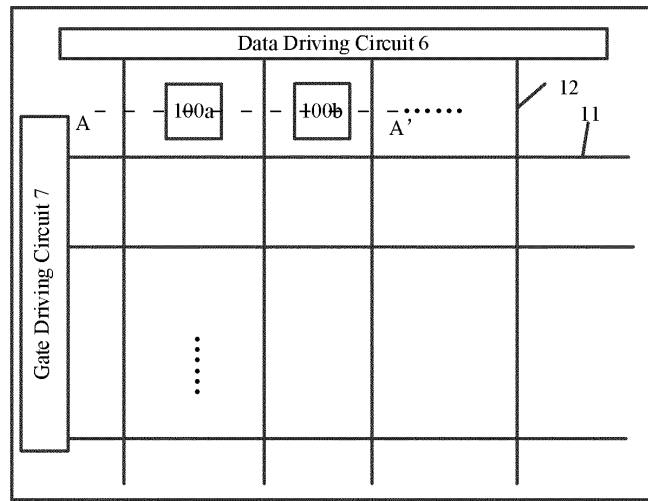 Data Driving Circuit 6
100a
100b
12
A
A'
11
Gate Driving Circuit 7